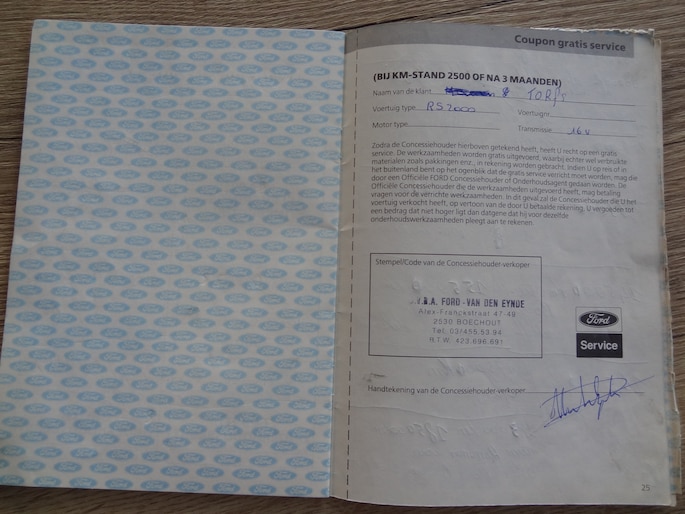 Coupon gratis service
(BIJ KM-STAND 2500 OF NA 3 MAANDEN)
Naam van de klant TORFS
Voertuig type RS2000 Voertuignr.
Motor type Transmissie 16V
Zodra de Concessiehouder hierboven getekend heeft, heeft U recht op een gratis
service. De werkzaamheden worden gratis uitgevoerd, waarbij echter wel verbruikte
materialen zoals pakkingen enz., in rekening worden gebracht. Indien U op reis of in
het buitenland bent op het ogenblik dat de gratis service verricht moet worden, mag die
door een Officiële FORD Concessiehouder of Onderhoudsagent gedaan worden. De
Officiële Concessiehouder die de werkzaamheden uitgevoerd heeft, mag betaling
vragen voor de verrichte werkzaamheden. In dit geval zal de Concessiehouder die U het
voertuig verkocht heeft, op vertoon van de door U betaalde rekening, U vergoeden tot
een bedrag dat niet hoger ligt dan datgene dat hij voor dezelfde
onderhoudswerkzaamheden pleegt aan te rekenen.
Stempel/Code van de Concessiehouder-verkoper
.V.B.A. FORD - VAN DEN EYNDE
Alex-Franckstraat 47-49
2530 BOECHOUT
Tel. 03/455.53.94
B.T.W. 423.696.691
Ford
Service
Handtekening van de Concessiehouder-verkoper
25